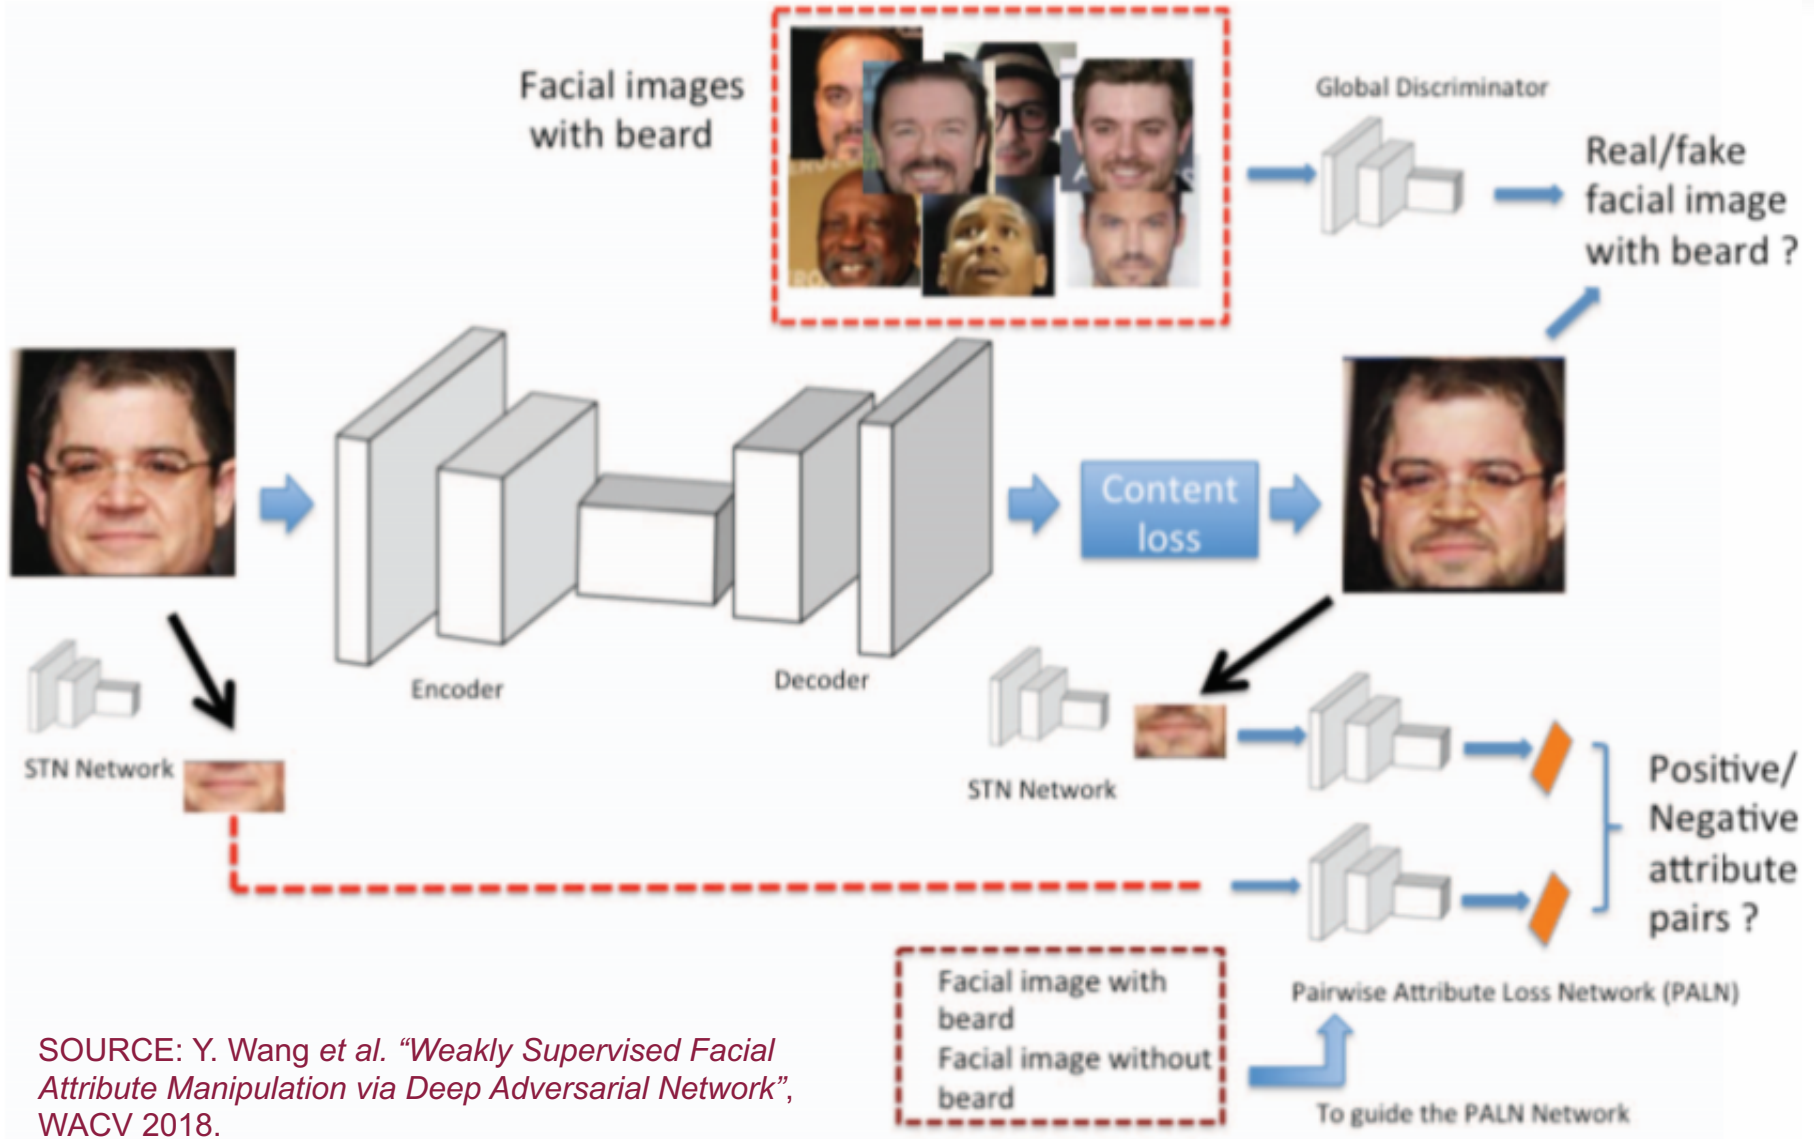 Facial images
with beard
Global Discriminator
Real/fake
facial image
with beard ?
Content
loss
Encoder
Decoder
STN Network
STN Network
Positive/
Negative
attribute
pairs ?
Facial image with
beard
Facial image without
beard
Pairwise Attribute Loss Network (PALN)
To guide the PALN Network
SOURCE: Y. Wang et al. “Weakly Supervised Facial
Attribute Manipulation via Deep Adversarial Network”,
WACV 2018.